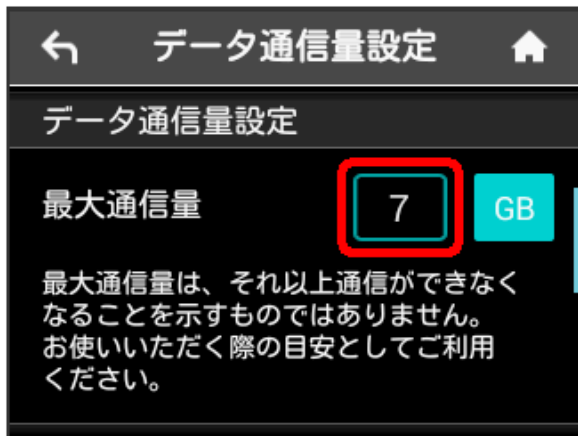 データ通信量設定
データ通信量設定
最大通信量 7 GB
最大通信量は、それ以上通信ができなく
なることを示すものではありません。
お使いいただく際の目安としてご利用
ください。